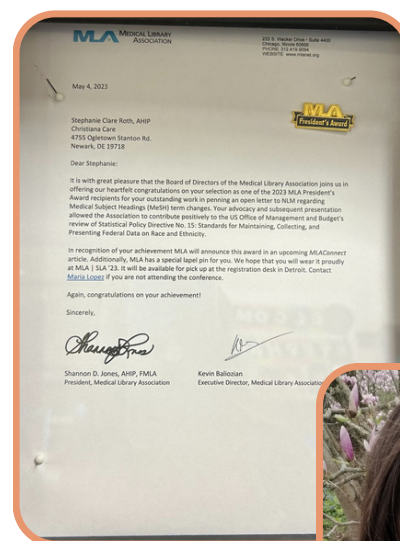 MLA MEDICAL LIBRARY
ASSOCIATION
Chicago, Illinois
May 4, 2023
MLA
President's Award
Stephanie Clare Roth, AHIP
Christiana Care
4755 Ogletown Stanton Rd.
Newark, DE 19718
Dear Stephanie:
It is with great pleasure that the Board of Directors of the Medical Library Association joins us in
offering our heartfelt congratulations on your selection as one of the 2023 MLA President's
Award recipients for your outstanding work in penning an open letter to NLM regarding
Medical Subject Headings (MeSH) term changes. Your advocacy and subsequent presentation
allowed the Association to contribute positively to the US Office of Management and Budget's
review of Statistical Policy Directive No. 15: Standards for Maintaining, Collecting, and
Presenting Federal Data on Race and Ethnicity.
In recognition of your achievement MLA will announce this award in an upcoming MLAConnect
article. Additionally, MLA has a special lapel pin for you. We hope that you will wear it proudly
at MLA | SLA '23. It will be available for pick up at the registration desk in Detroit. Contact
Maria Lopez if you are not attending the conference.
Again, congratulations on your achievement!
Sincerely,
Shannon D. Jones, AHIP, FMLA
President, Medical Library Association
Kevin Baliozian
Executive Director, Medical Library Association